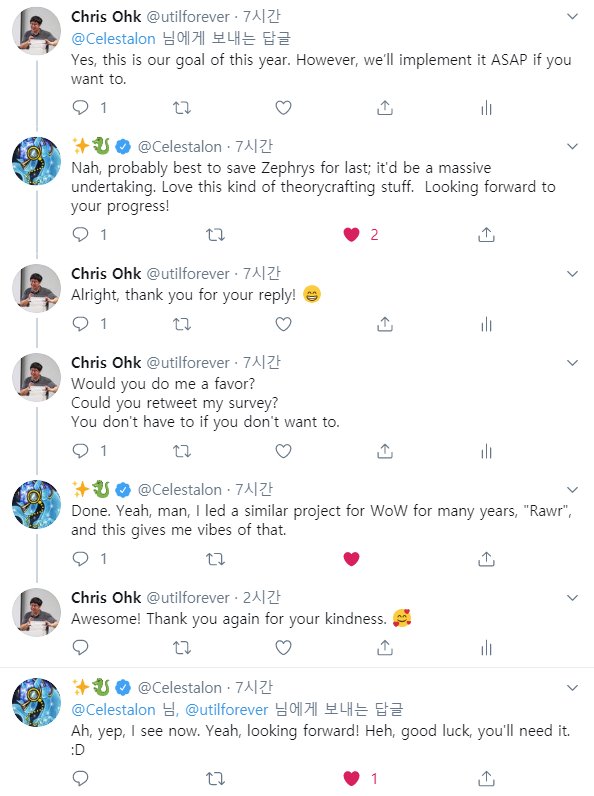 Chris Ohk @utilforever · 7시간
@Celestalon 님에게 보내는 답글
Yes, this is our goal of this year. However, we’ll implement it ASAP if you
want to.
1
✨🐉 @Celestalon · 7시간
Nah, probably best to save Zephrys for last; it'd be a massive
undertaking. Love this kind of theorycrafting stuff.  Looking forward to
your progress!
1 2
Chris Ohk @utilforever · 7시간
Alright, thank you for your reply! 😁
1
Chris Ohk @utilforever · 7시간
Would you do me a favor?
Could you retweet my survey?
You don't have to if you don't want to.
1
✨🐉 @Celestalon · 7시간
Done. Yeah, man, I led a similar project for WoW for many years, "Rawr",
and this gives me vibes of that.
1
Chris Ohk @utilforever · 2시간
Awesome! Thank you again for your kindness. 🥰
✨🐉 @Celestalon · 7시간
@Celestalon 님, @utilforever 님에게 보내는 답글
Ah, yep, I see now. Yeah, looking forward! Heh, good luck, you’ll need it.
:D
1